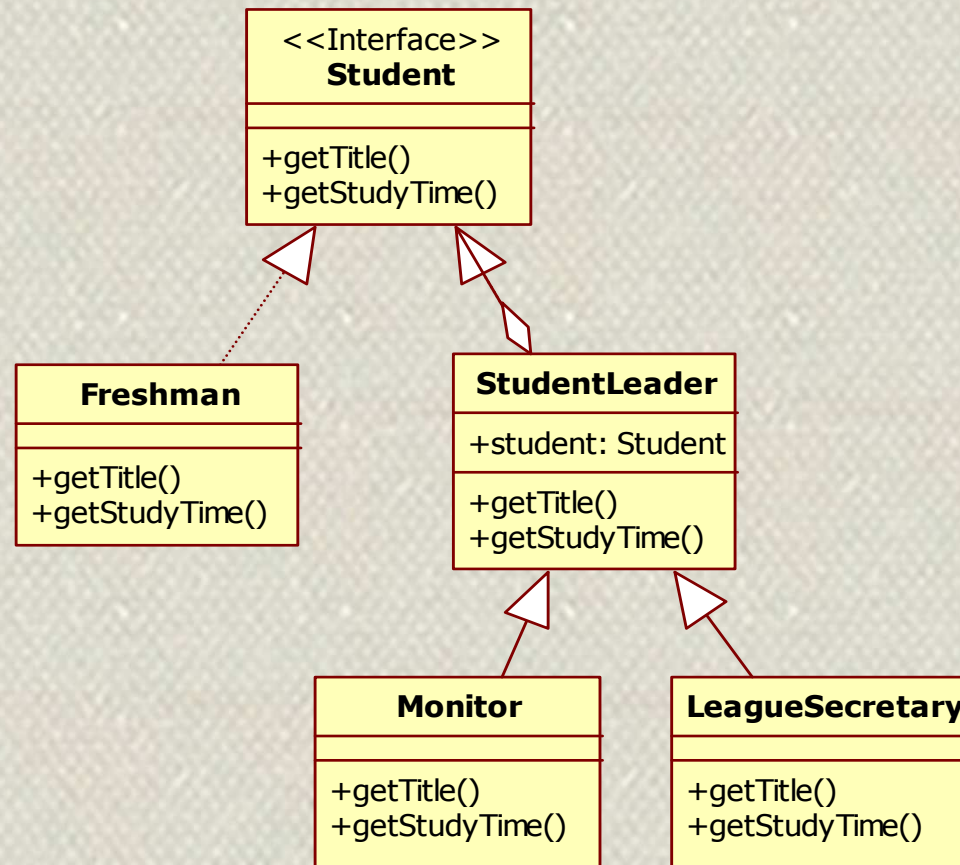 <<Interface>>
Student
+getTitle()
+getStudyTime()
Freshman
+getTitle()
+getStudyTime()
StudentLeader
+student: Student
+getTitle()
+getStudyTime()
Monitor
+getTitle()
+getStudyTime()
LeagueSecretary
+getTitle()
+getStudyTime()